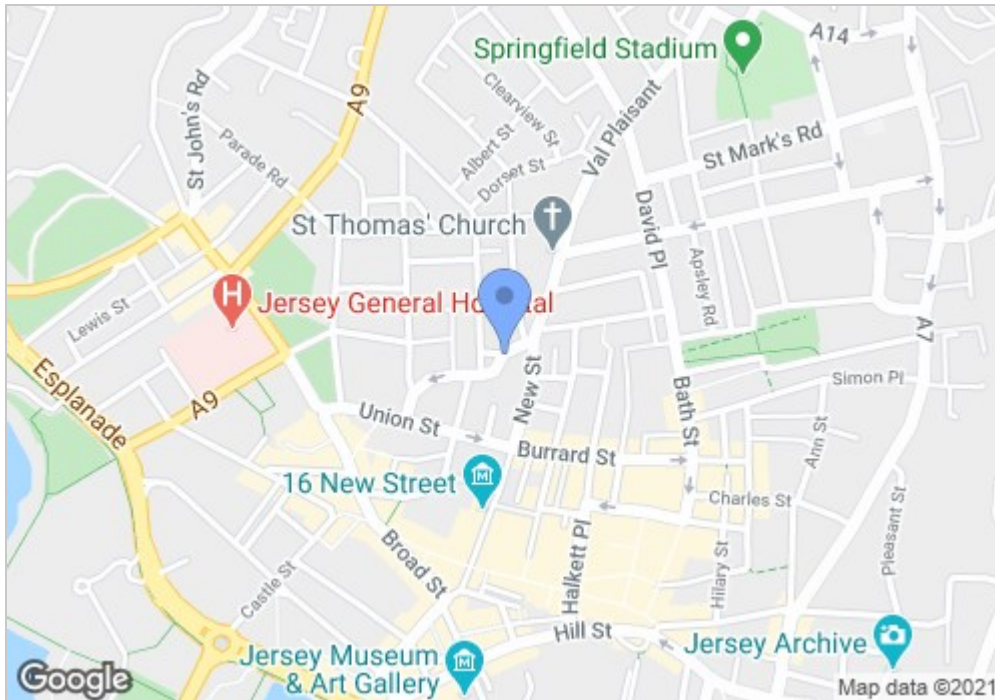 A14
Springfield Stadium
A9
Clearview St
Val Plaisant
St John's Rd
Parade Rd
Albert St
St Mark's Rd
Dorset St
St Thomas' Church
David Pl
Apsley Rd
H
Jersey General Ho
tal
Lewis St
A7
Esplanade
A9
New St
Simon Pl
Bath St
Union St
Ann St
Burrard St
16 New Street
Charles St
Pleasant St
Broad St
Halkett Pl
Castle St
Hilary St
Hill St
Jersey Archive
Jersey Museum
& Art Gallery
Google
Map data ©2021